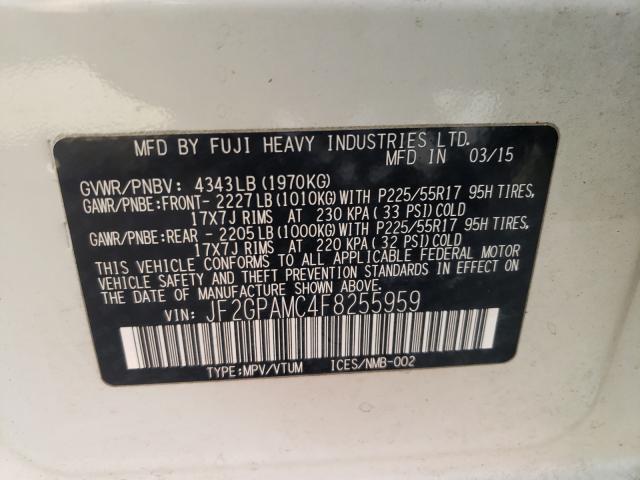 MFD BY FUJI HEAVY INDUSTRIES LTD.
MFD IN 03/15
GVWR/PNBV: 4343LB(1970KG)
GAWR/PNBE:FRONT- 2227LB(1010KG)WITH P225/55R17 95H TIRES,
17X7J RIMS AT 230 KPA(33 PSI)COLD
GAWR/PNBE:REAR - 2205LB(1000KG)WITH P225/55R17 95H TIRES,
17X7J RIMS AT 220 KPA(32 PSI)COLD
THIS VEHICLE CONFORMS TO ALL APPLICABLE FEDERAL MOTOR
VEHICLE SAFETY AND THEFT PREVENTION STANDARDS IN EFFECT ON
THE DATE OF MANUFACTURE SHOWN ABOVE.
VIN: JF2GPAMC4F8255959
TYPE:MPV/VTUM ICES/NMB-002